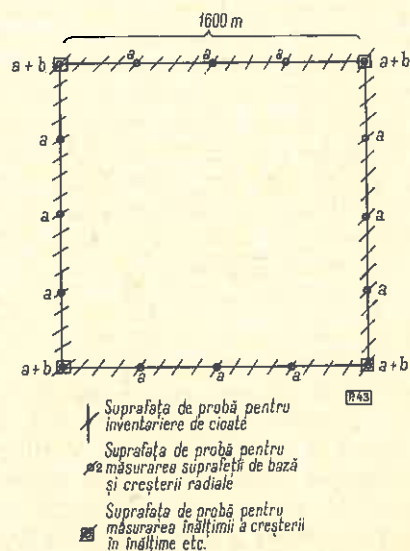 1600 m
a a a
a+b a+b
a a
a a
a a
a+b a+b
a a a
P.43
Suprafața de probă pentru
inventariere de cioate
Suprafața de probă pentru
măsurarea suprafeții de bază
și creșterii radiale
Suprafața de probă pentru
măsurarea înălțimii a creșterii
în înălțime etc.